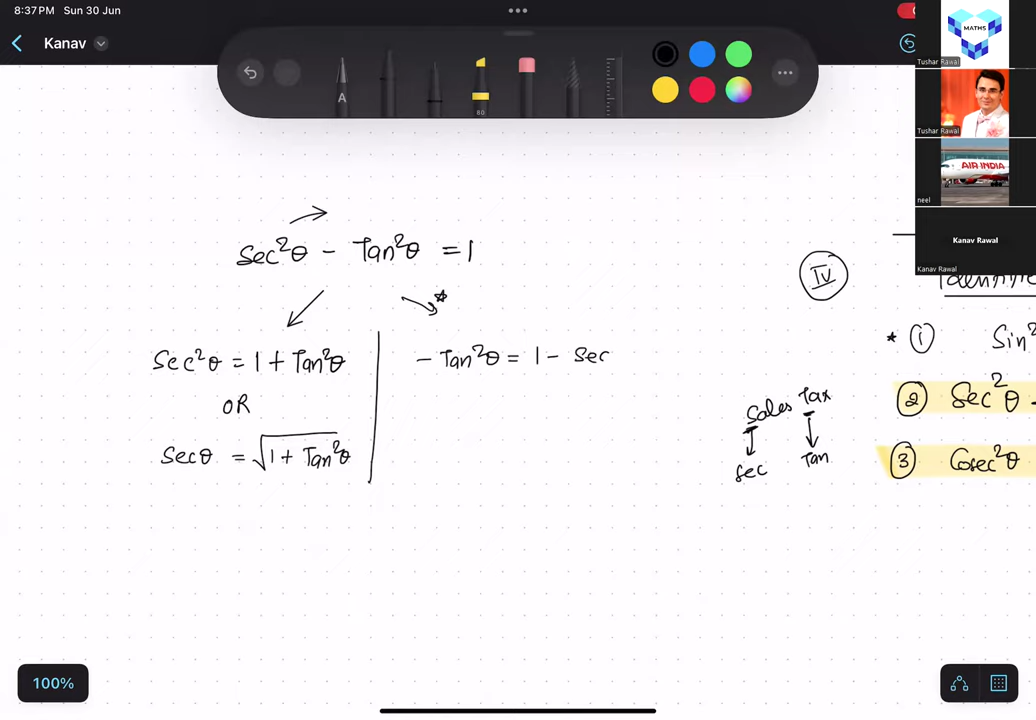 8:37 PM Sun 30 Jun
Kanav
A
80
MATHS
Tushar Rawal
Tushar Rawal
AIR INDIA
neel
Kanav Rawal
Kanav Rawal
Sec²θ − Tan²θ = 1
Sec²θ = 1 + Tan²θ
OR
Secθ = √1 + Tan²θ
*
− Tan²θ = 1 − Sec
Sales Tax
Sec Tan
IV
* 1 Sin²
2 Sec²θ −
3 Cosec²θ
100%